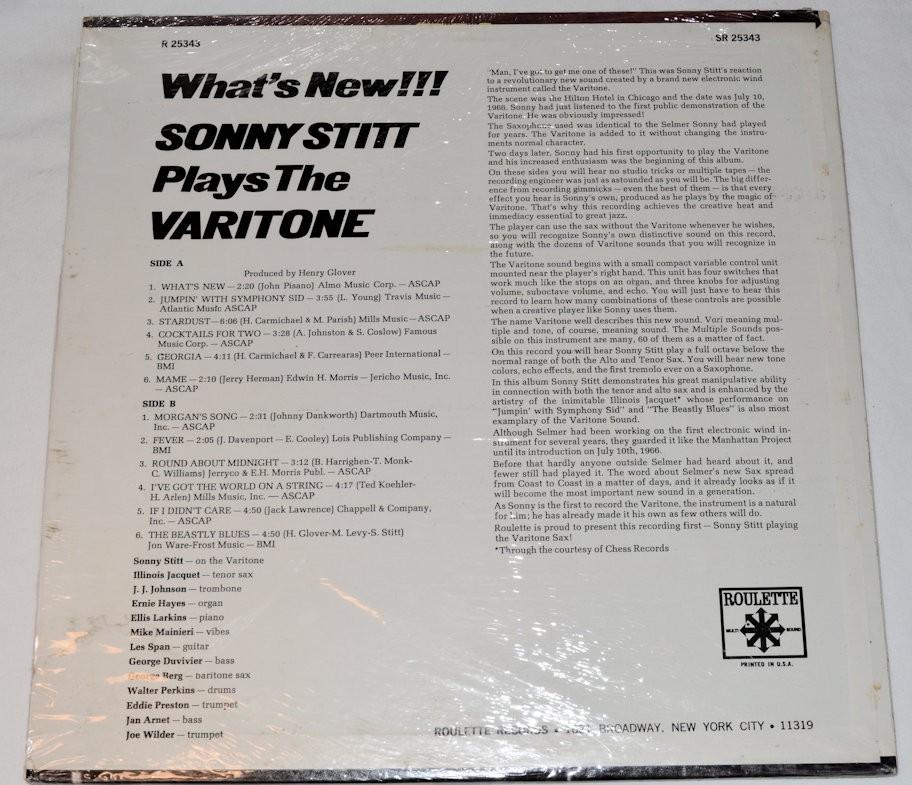 R 25343
SR 25343
What's New!!!
SONNY STITT
Plays The
VARITONE
SIDE A
Produced by Henry Glover
1. WHAT'S NEW — 2:20 (John Pisano) Almo Music Corp. — ASCAP
2. JUMPIN' WITH SYMPHONY SID — 3:55 (L. Young) Travis Music —
Atlantic Music ASCAP
3. STARDUST — 6:06 (H. Carmichael & M. Parish) Mills Music — ASCAP
4. COCKTAILS FOR TWO — 3:28 (A. Johnston & S. Coslow) Famous
Music Corp. — ASCAP
5. GEORGIA — 4:11 (H. Carmichael & F. Carrearas) Peer International —
BMI
6. MAME — 2:10 (Jerry Herman) Edwin H. Morris — Jericho Music, Inc.
— ASCAP
SIDE B
1. MORGAN'S SONG — 2:31 (Johnny Dankworth) Dartmouth Music,
Inc. — ASCAP
2. FEVER — 2:05 (J. Davenport — E. Cooley) Lois Publishing Company —
BMI
3. ROUND ABOUT MIDNIGHT — 3:12 (B. Harrighen-T. Monk-
C. Williams) Jerryco & E.H. Morris Publ. — ASCAP
4. I'VE GOT THE WORLD ON A STRING — 4:17 (Ted Koehler-
H. Arlen) Mills Music, Inc. — ASCAP
5. IF I DIDN'T CARE — 4:50 (Jack Lawrence) Chappell & Company,
Inc. — ASCAP
6. THE BEASTLY BLUES — 4:50 (H. Glover-M. Levy-S. Stitt)
Jon Ware-Frost Music — BMI
Sonny Stitt — on the Varitone
Illinois Jacquet — tenor sax
J. J. Johnson — trombone
Ernie Hayes — organ
Ellis Larkins — piano
Mike Mainieri — vibes
Les Span — guitar
George Duvivier — bass
George Berg — baritone sax
Walter Perkins — drums
Eddie Preston — trumpet
Jan Arnet — bass
Joe Wilder — trumpet
"Man, I've got to get me one of these!" This was Sonny Stitt's reaction
to a revolutionary new sound created by a brand new electronic wind
instrument called the Varitone.
The scene was the Hilton Hotel in Chicago and the date was July 10,
1966. Sonny had just listened to the first public demonstration of the
Varitone. He was obviously impressed!
The Saxophone used was identical to the Selmer Sonny had played
for years. The Varitone is added to it without changing the instru-
ments normal character.
Two days later, Sonny had his first opportunity to play the Varitone
and his increased enthusiasm was the beginning of this album.
On these sides you will hear no studio tricks or multiple tapes — the
recording engineer was just as astounded as you will be. The big differ-
ence from recording gimmicks — even the best of them — is that every
effect you hear is Sonny's own, produced as he plays by the magic of
Varitone. That's why this recording achieves the creative heat and
immediacy essential to great jazz.
The player can use the sax without the Varitone whenever he wishes,
so you will recognize Sonny's own distinctive sound on this record,
along with the dozens of Varitone sounds that you will recognize in
the future.
The Varitone sound begins with a small compact variable control unit
mounted near the player's right hand. This unit has four switches that
work much like the stops on an organ, and three knobs for adjusting
volume, suboctave volume, and echo. You will just have to hear this
record to learn how many combinations of these controls are possible
when a creative player like Sonny uses them.
The name Varitone well describes this new sound. Vari meaning mul-
tiple and tone, of course, meaning sound. The Multiple Sounds pos-
sible on this instrument are many, 60 of them as a matter of fact.
On this record you will hear Sonny Stitt play a full octave below the
normal range of both the Alto and Tenor Sax. You will hear new tone
colors, echo effects, and the first tremolo ever on a Saxophone.
In this album Sonny Stitt demonstrates his great manipulative ability
in connection with both the tenor and alto sax and is enhanced by the
artistry of the inimitable Illinois Jacquet* whose performance on
"Jumpin' with Symphony Sid" and "The Beastly Blues" is also most
examplary of the Varitone Sound.
Although Selmer had been working on the first electronic wind in-
strument for several years, they guarded it like the Manhattan Project
until its introduction on July 10th, 1966.
Before that hardly anyone outside Selmer had heard about it, and
fewer still had played it. The word about Selmer's new Sax spread
from Coast to Coast in a matter of days, and it already looks as if it
will become the most important new sound in a generation.
As Sonny is the first to record the Varitone, the instrument is a natural
for him; he has already made it his own as few others will do.
Roulette is proud to present this recording first — Sonny Stitt playing
the Varitone Sax!
*Through the courtesy of Chess Records
ROULETTE
MULTI SOUND
PRINTED IN U.S.A.
ROULETTE RECORDS • 1631 BROADWAY, NEW YORK CITY • 11319